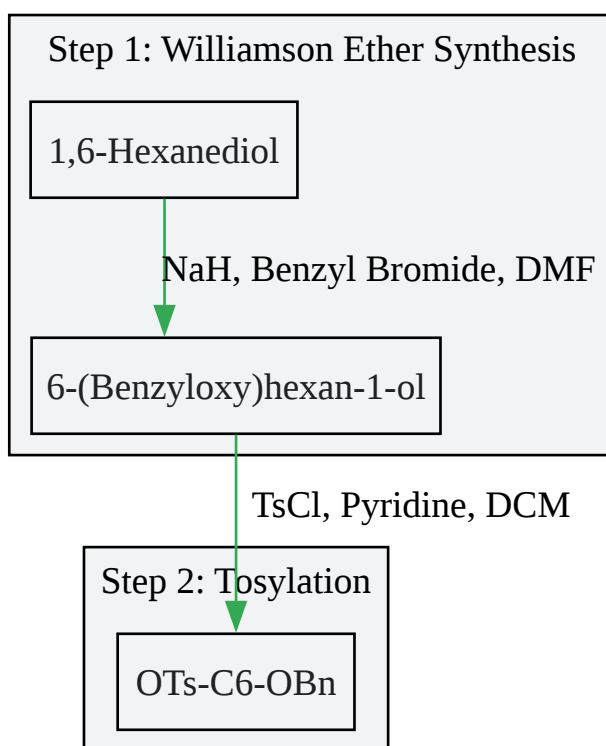 Step 1: Williamson Ether Synthesis
1,6-Hexanediol
NaH, Benzyl Bromide, DMF
6-(Benzyloxy)hexan-1-ol
TsCl, Pyridine, DCM
Step 2: Tosylation
OTs-C6-OBn